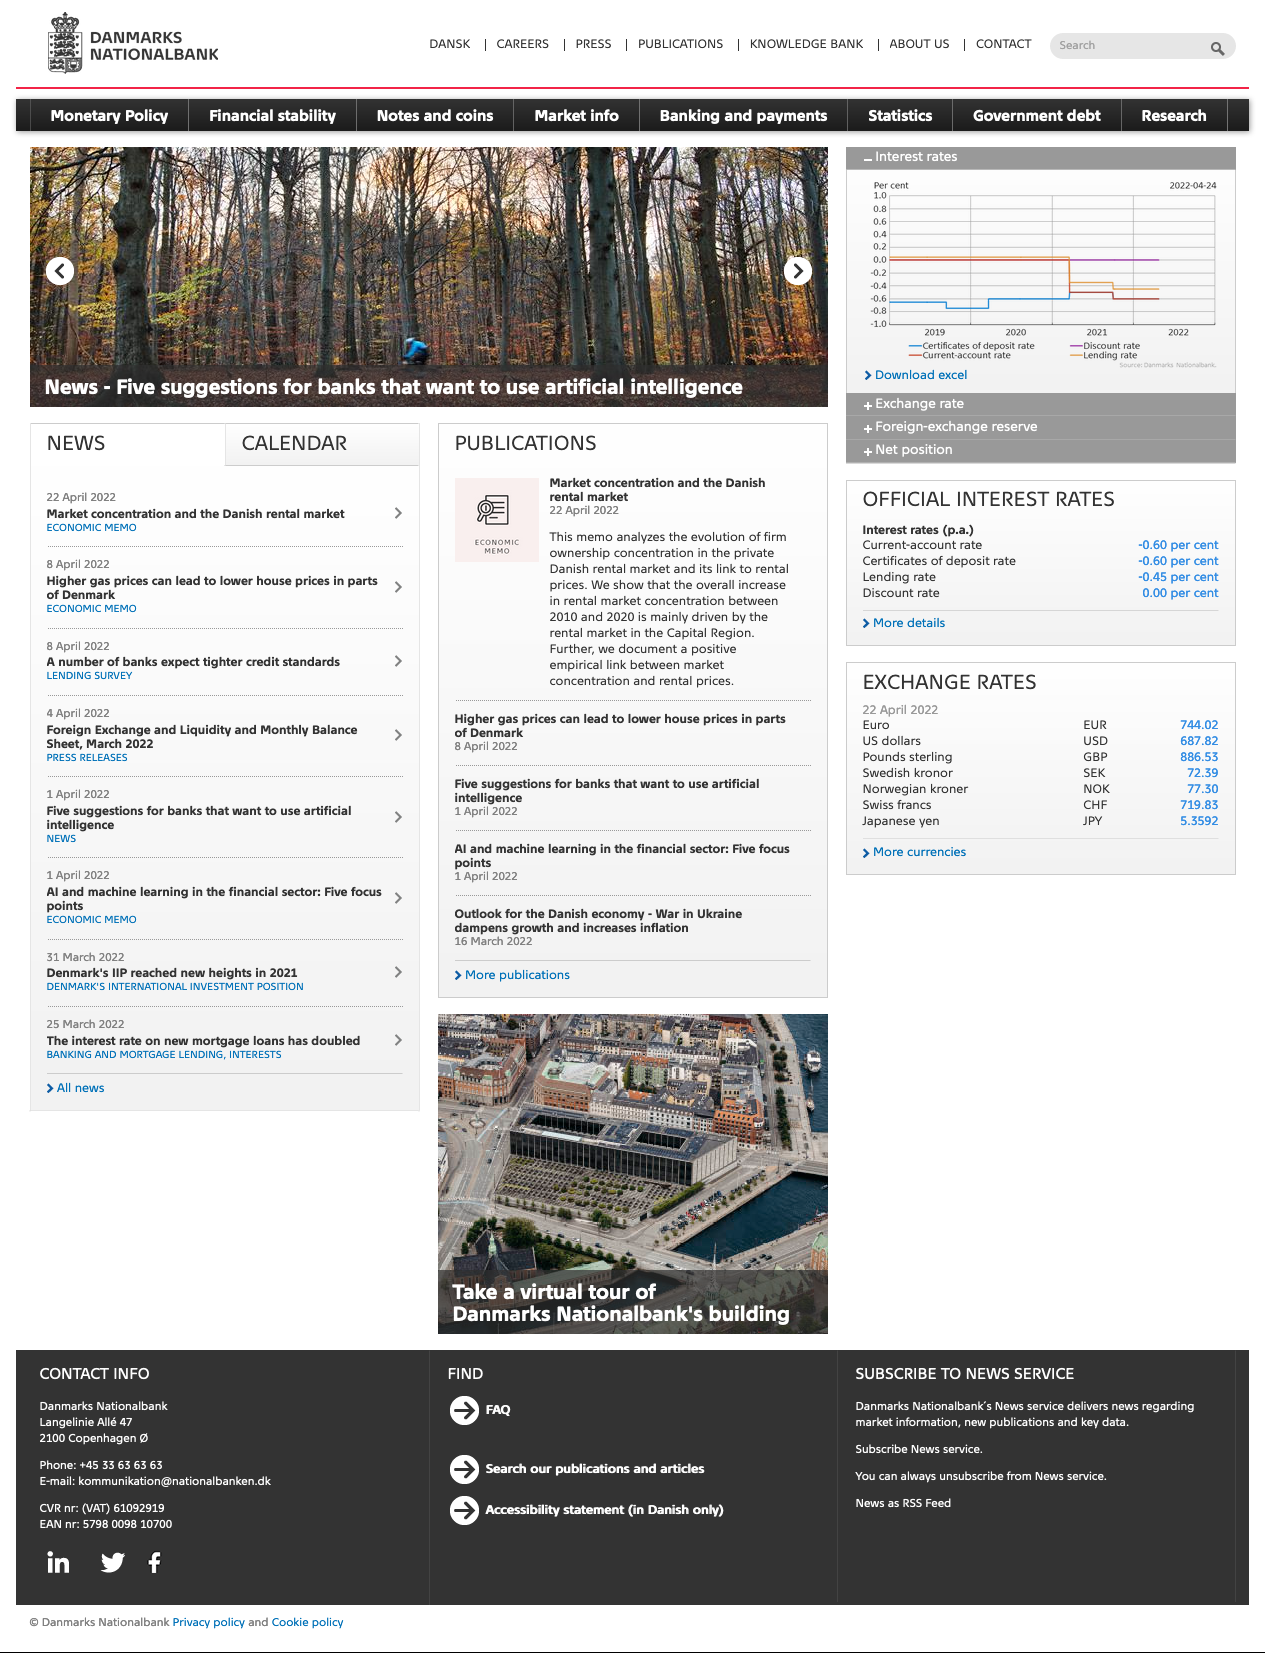 DANMARKS
NATIONALBANK
DANSK
CAREERS
PRESS
PUBLICATIONS
KNOWLEDGE BANK
ABOUT US
CONTACT
Search
Monetary Policy
Financial stability
Notes and coins
Market info
Banking and payments
Statistics
Government debt
Research
News - Five suggestions for banks that want to use artificial intelligence
Interest rates
Per cent
2022-04-24
1.0
0.8
0.6
0.4
0.2
0.0
-0.2
-0.4
-0.6
-0.8
-1.0
2019
2020
2021
2022
Certificates of deposit rate
Discount rate
Current-account rate
Lending rate
Source: Danmarks Nationalbank.
Download excel
Exchange rate
Foreign-exchange reserve
Net position
NEWS
CALENDAR
22 April 2022
Market concentration and the Danish rental market
ECONOMIC MEMO
8 April 2022
Higher gas prices can lead to lower house prices in parts
of Denmark
ECONOMIC MEMO
8 April 2022
A number of banks expect tighter credit standards
LENDING SURVEY
4 April 2022
Foreign Exchange and Liquidity and Monthly Balance
Sheet, March 2022
PRESS RELEASES
1 April 2022
Five suggestions for banks that want to use artificial
intelligence
NEWS
1 April 2022
AI and machine learning in the financial sector: Five focus
points
ECONOMIC MEMO
31 March 2022
Denmark's IIP reached new heights in 2021
DENMARK'S INTERNATIONAL INVESTMENT POSITION
25 March 2022
The interest rate on new mortgage loans has doubled
BANKING AND MORTGAGE LENDING, INTERESTS
All news
PUBLICATIONS
ECONOMIC
MEMO
Market concentration and the Danish
rental market
22 April 2022
This memo analyzes the evolution of firm
ownership concentration in the private
Danish rental market and its link to rental
prices. We show that the overall increase
in rental market concentration between
2010 and 2020 is mainly driven by the
rental market in the Capital Region.
Further, we document a positive
empirical link between market
concentration and rental prices.
Higher gas prices can lead to lower house prices in parts
of Denmark
8 April 2022
Five suggestions for banks that want to use artificial
intelligence
1 April 2022
AI and machine learning in the financial sector: Five focus
points
1 April 2022
Outlook for the Danish economy - War in Ukraine
dampens growth and increases inflation
16 March 2022
More publications
Take a virtual tour of
Danmarks Nationalbank's building
OFFICIAL INTEREST RATES
Interest rates (p.a.)
Current-account rate -0.60 per cent
Certificates of deposit rate -0.60 per cent
Lending rate -0.45 per cent
Discount rate 0.00 per cent
More details
EXCHANGE RATES
22 April 2022
Euro EUR 744.02
US dollars USD 687.82
Pounds sterling GBP 886.53
Swedish kronor SEK 72.39
Norwegian kroner NOK 77.30
Swiss francs CHF 719.83
Japanese yen JPY 5.3592
More currencies
CONTACT INFO
Danmarks Nationalbank
Langelinie Allé 47
2100 Copenhagen Ø
Phone: +45 33 63 63 63
E-mail: kommunikation@nationalbanken.dk
CVR nr: (VAT) 61092919
EAN nr: 5798 0098 10700
FIND
FAQ
Search our publications and articles
Accessibility statement (in Danish only)
SUBSCRIBE TO NEWS SERVICE
Danmarks Nationalbank´s News service delivers news regarding
market information, new publications and key data.
Subscribe News service.
You can always unsubscribe from News service.
News as RSS Feed
© Danmarks Nationalbank Privacy policy and Cookie policy